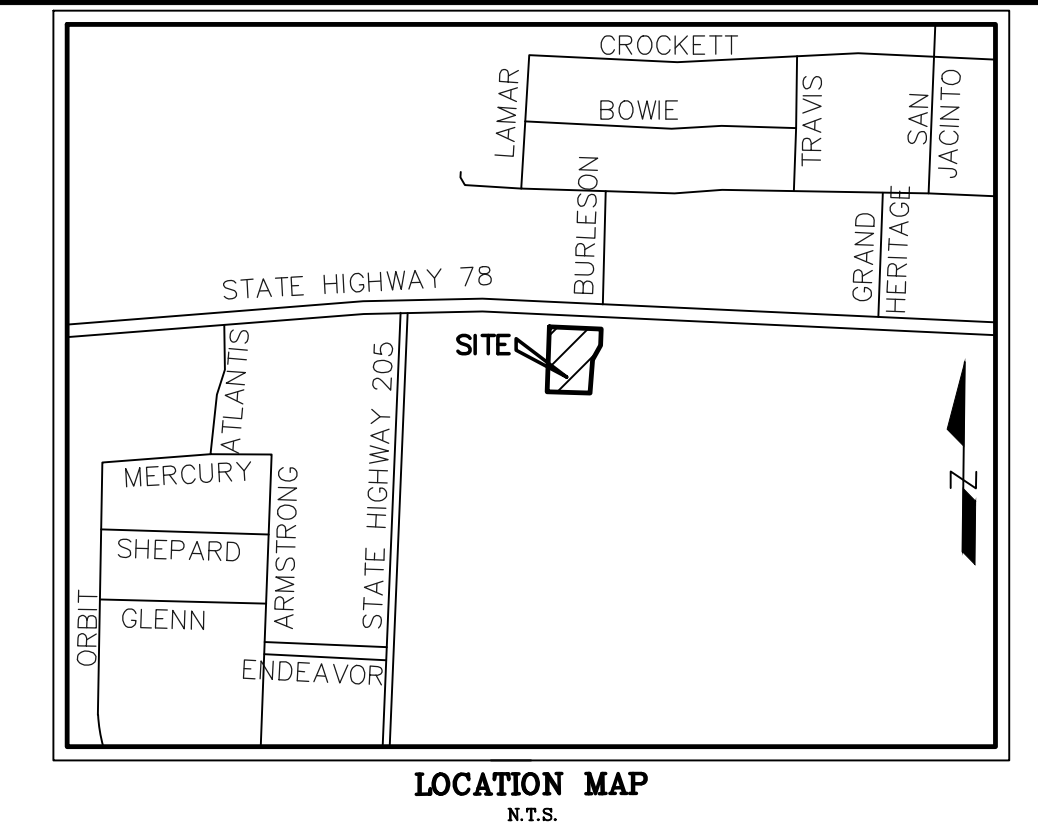 CROCKETT
LAMAR
BOWIE
TRAVIS
SAN
JACINTO
BURLESON
GRAND
HERITAGE
STATE HIGHWAY 78
SITE
ATLANTIS
STATE HIGHWAY 205
MERCURY
ARMSTRONG
SHEPARD
ORBIT
GLENN
ENDEAVOR
N
LOCATION MAP
N.T.S.